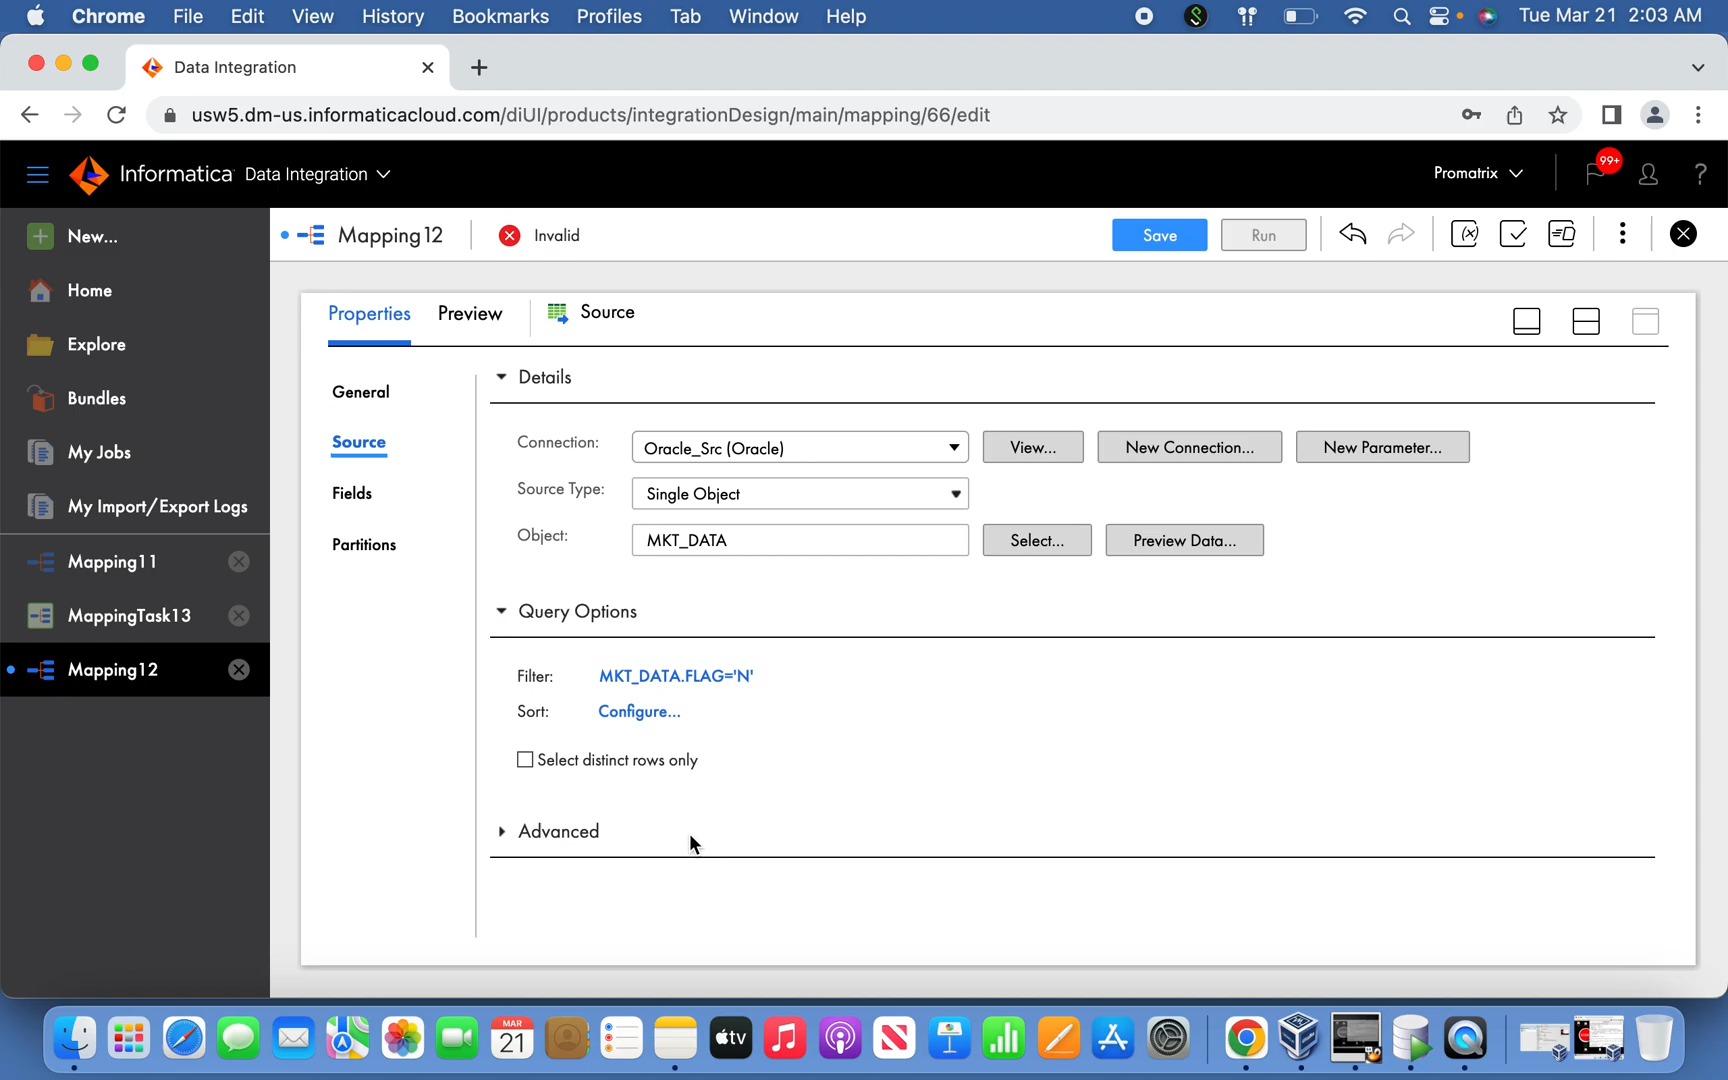 Chrome File Edit View History Bookmarks Profiles Tab Window Help Tue Mar 21 2:03 AM
Data Integration
usw5.dm-us.informaticacloud.com/diUI/products/integrationDesign/main/mapping/66/edit
Informatica Data Integration Promatrix 99+ ?
New... Mapping12 Invalid Save Run
Home
Properties Preview Source
Explore
Details
General
Bundles
Connection: Oracle_Src (Oracle) View... New Connection... New Parameter...
Source
My Jobs
Source Type: Single Object
Fields
My Import/Export Logs
Object: MKT_DATA Select... Preview Data...
Partitions
Mapping11
Query Options
MappingTask13
Filter: MKT_DATA.FLAG='N'
Mapping12
Sort: Configure...
Select distinct rows only
Advanced
MAR
21
tv